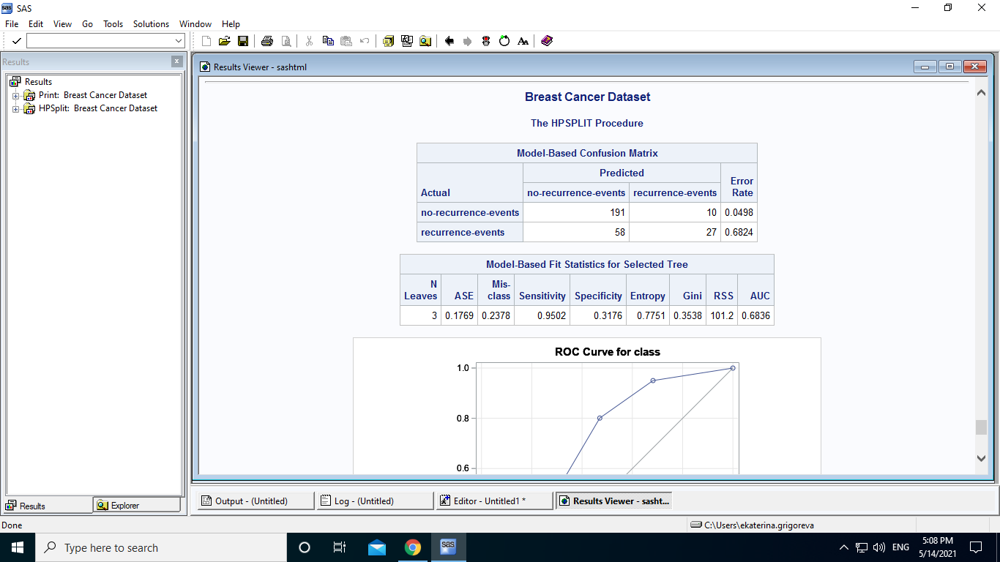 SAS
File Edit View Go Tools Solutions Window Help
Results
Results
Print: Breast Cancer Dataset
HPSplit: Breast Cancer Dataset
Results Explorer
Results Viewer - sashtml
Breast Cancer Dataset
The HPSPLIT Procedure
Model-Based Confusion Matrix
Actual Predicted Error Rate
no-recurrence-events recurrence-events
no-recurrence-events 191 10 0.0498
recurrence-events 58 27 0.6824
Model-Based Fit Statistics for Selected Tree
N Leaves ASE Mis-class Sensitivity Specificity Entropy Gini RSS AUC
3 0.1769 0.2378 0.9502 0.3176 0.7751 0.3538 101.2 0.6836
ROC Curve for class
1.0
0.8
0.6
Output - (Untitled) Log - (Untitled) Editor - Untitled1 * Results Viewer - sasht...
Done C:\Users\ekaterina.grigoreva
Type here to search sas ENG 5:08 PM
5/14/2021